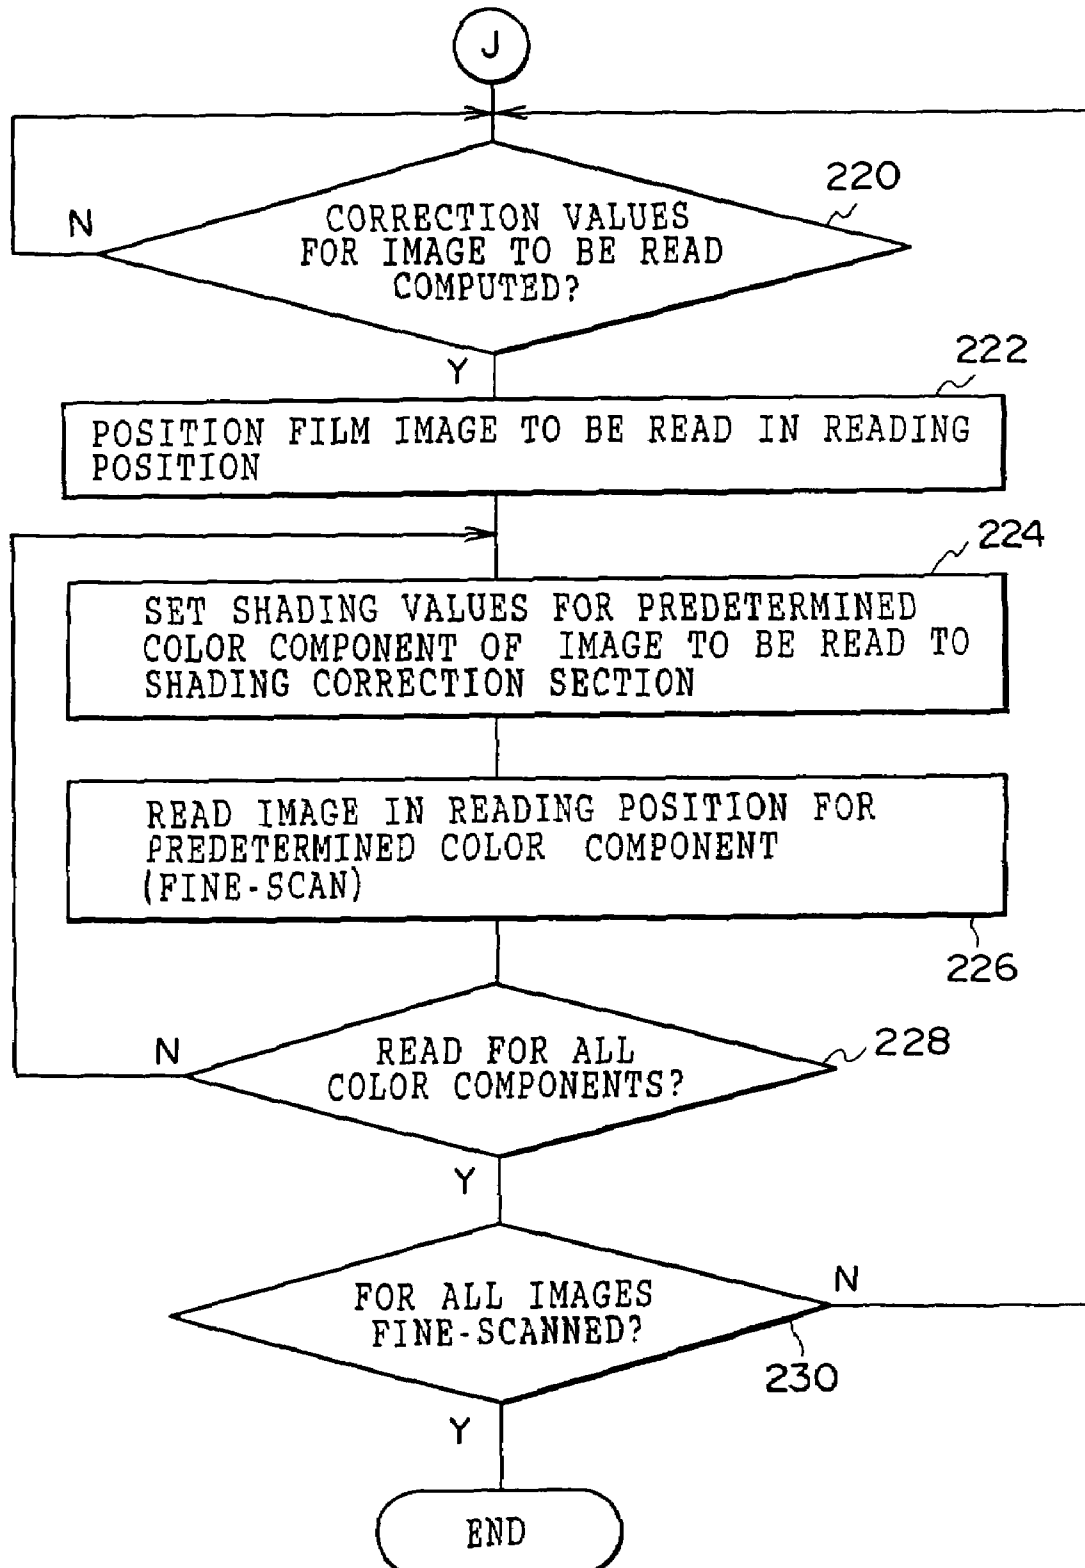 J
220
N
CORRECTION VALUES
FOR IMAGE TO BE READ
COMPUTED?
Y
222
POSITION FILM IMAGE TO BE READ IN READING
POSITION
224
SET SHADING VALUES FOR PREDETERMINED
COLOR COMPONENT OF IMAGE TO BE READ TO
SHADING CORRECTION SECTION
READ IMAGE IN READING POSITION FOR
PREDETERMINED COLOR COMPONENT
(FINE-SCAN)
226
N
READ FOR ALL
COLOR COMPONENTS?
228
Y
FOR ALL IMAGES
FINE-SCANNED?
N
230
Y
END